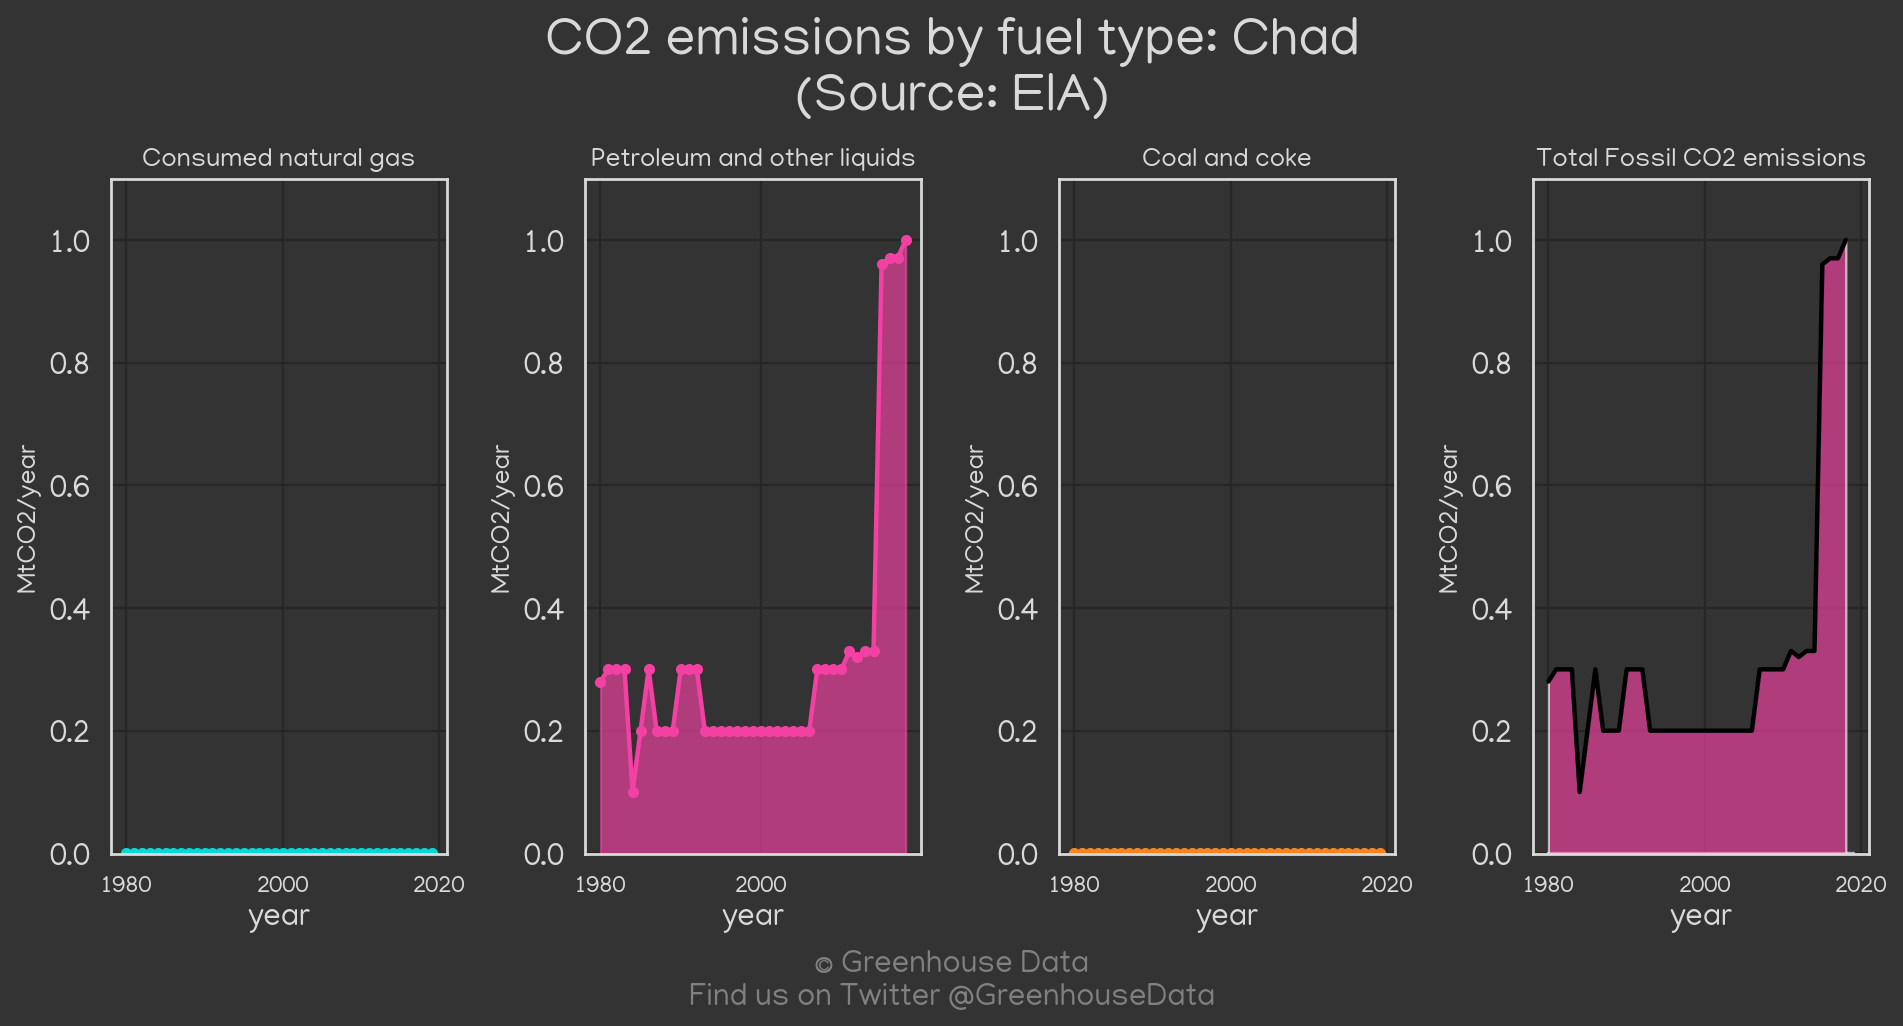 CO2 emissions by fuel type: Chad
(Source: EIA)
Consumed natural gas
Petroleum and other liquids
Coal and coke
Total Fossil CO2 emissions
MtCO2/year
1.0
0.8
0.6
0.4
0.2
0.0
1980
2000
2020
year
MtCO2/year
1.0
0.8
0.6
0.4
0.2
0.0
1980
2000
year
MtCO2/year
1.0
0.8
0.6
0.4
0.2
0.0
1980
2000
2020
year
MtCO2/year
1.0
0.8
0.6
0.4
0.2
0.0
1980
2000
2020
year
© Greenhouse Data
Find us on Twitter @GreenhouseData